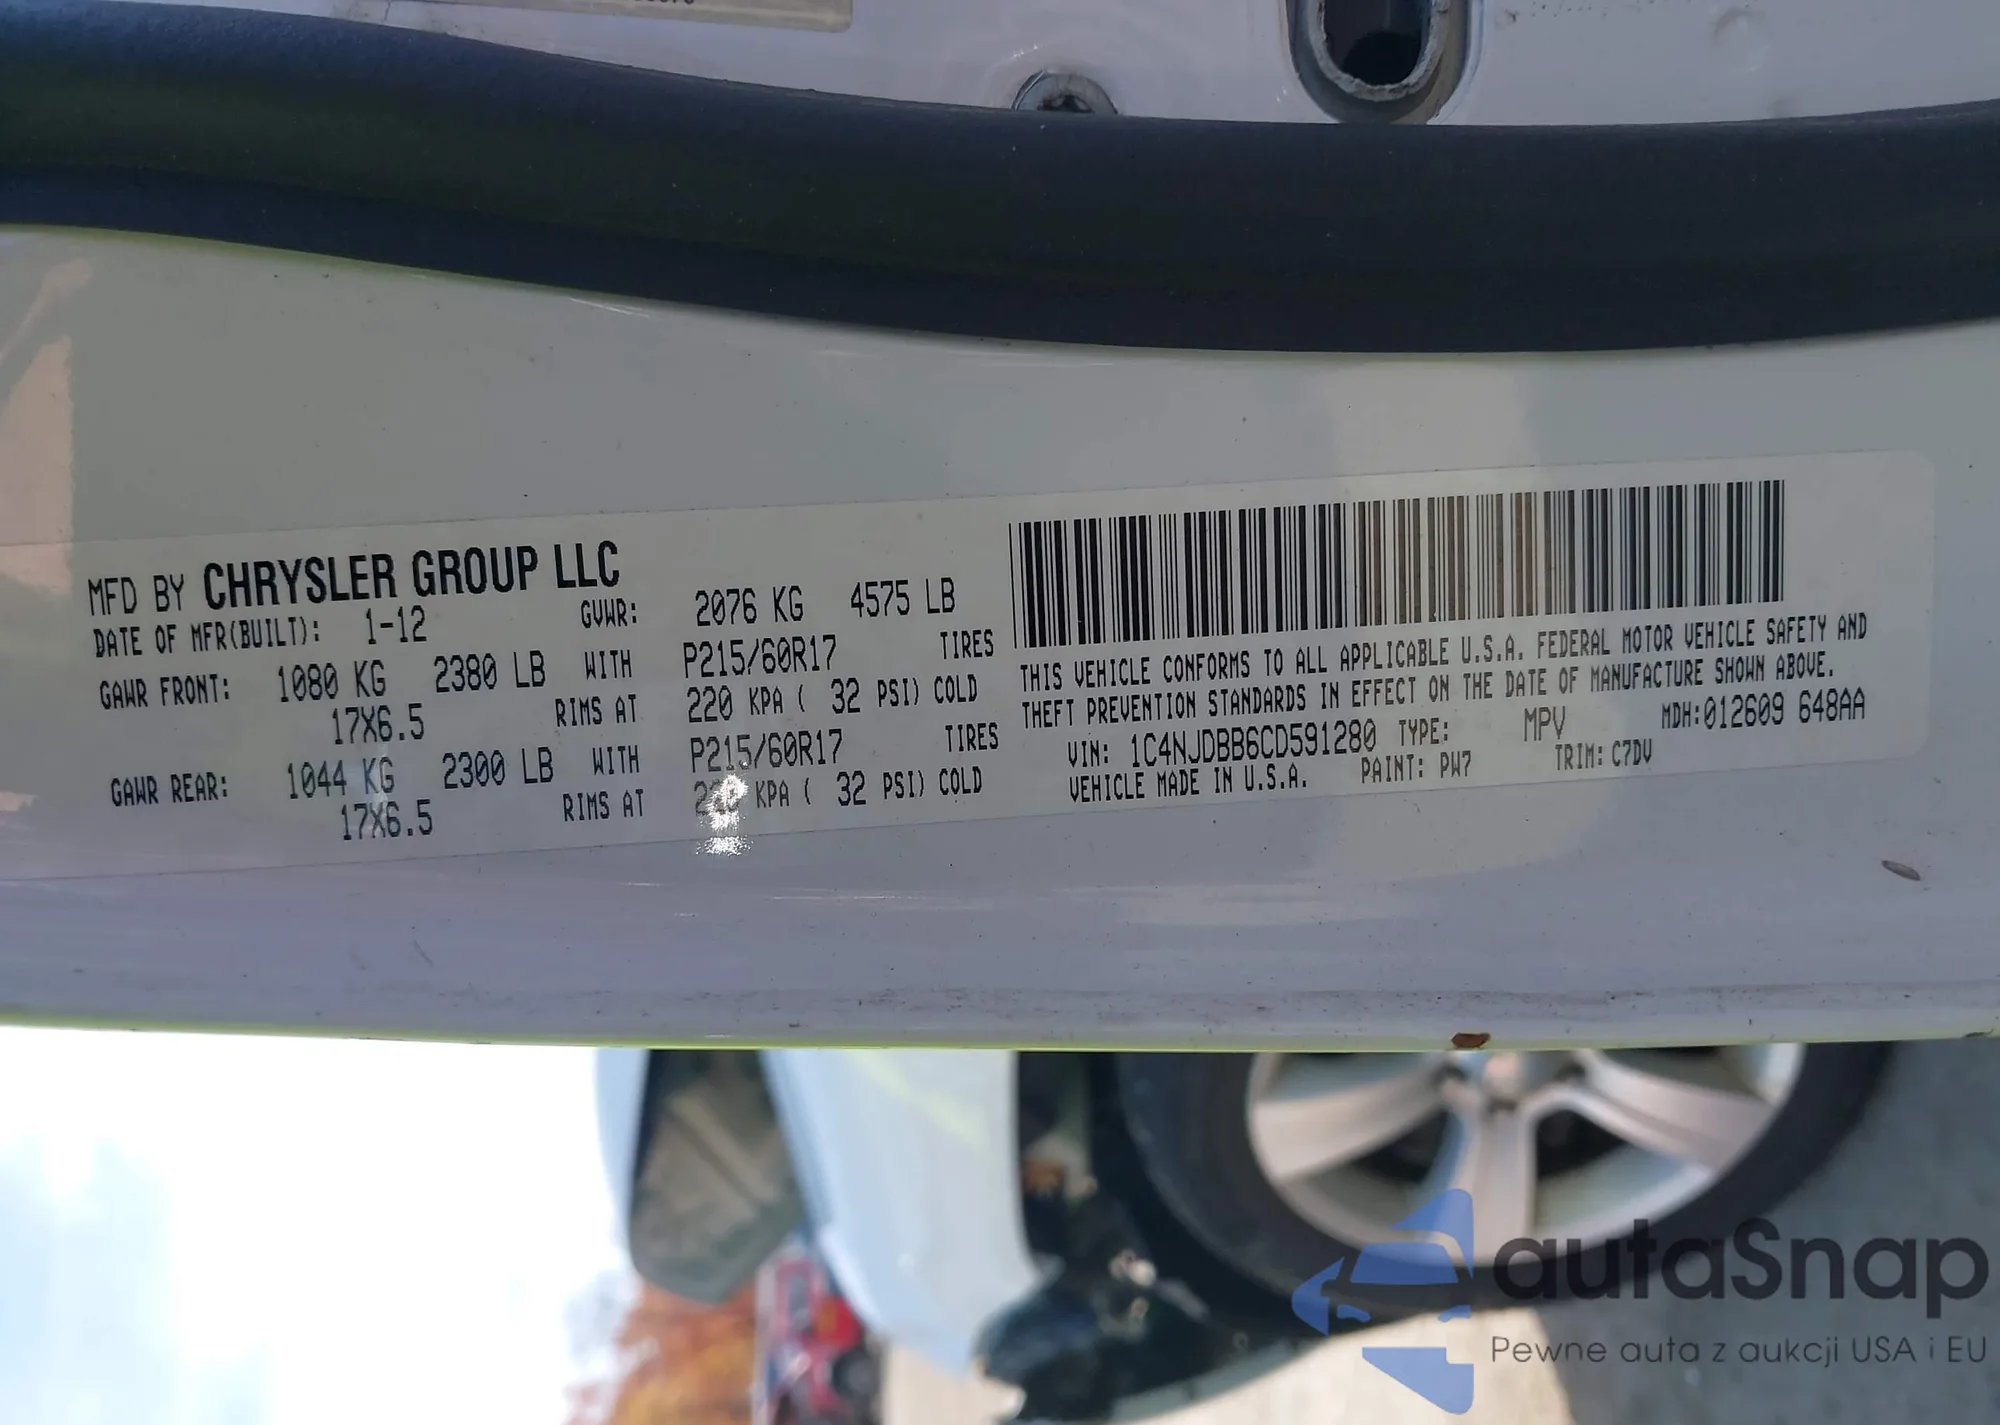 MFD BY CHRYSLER GROUP LLC
DATE OF MFR(BUILT): 1-12 GVWR: 2076 KG 4575 LB
GAWR FRONT: 1080 KG 2380 LB WITH P215/60R17 TIRES
17X6.5 RIMS AT 220 KPA ( 32 PSI) COLD
GAWR REAR: 1044 KG 2300 LB WITH P215/60R17 TIRES
17X6.5 RIMS AT 220 KPA ( 32 PSI) COLD
THIS VEHICLE CONFORMS TO ALL APPLICABLE U.S.A. FEDERAL MOTOR VEHICLE SAFETY AND
THEFT PREVENTION STANDARDS IN EFFECT ON THE DATE OF MANUFACTURE SHOWN ABOVE.
VIN: 1C4NJDBB6CD591280 TYPE: MPV MDH:012609 648AA
VEHICLE MADE IN U.S.A. PAINT: PW7 TRIM: C7DV
autaSnap
Pewne auta z aukcji USA i EU